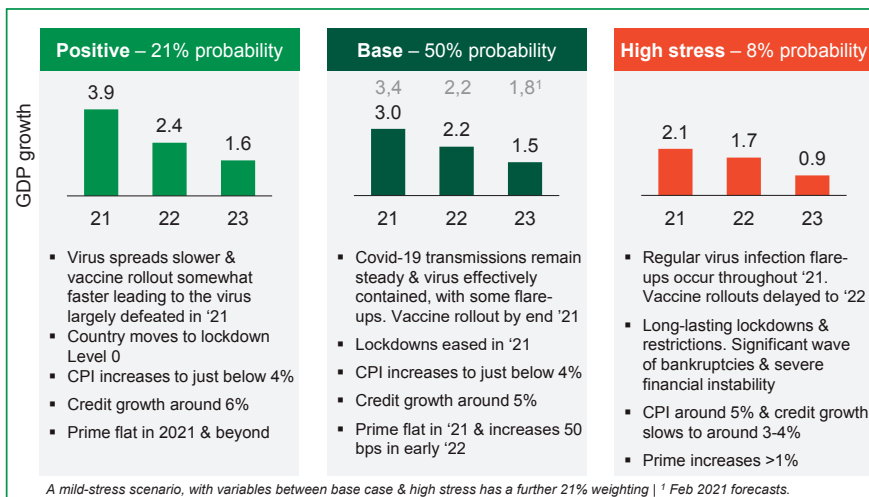 Positive – 21% probability
GDP growth
3.9
2.4
1.6
21 22 23
▪ Virus spreads slower &
vaccine rollout somewhat
faster leading to the virus
largely defeated in ‘21
▪ Country moves to lockdown
Level 0
▪ CPI increases to just below 4%
▪ Credit growth around 6%
▪ Prime flat in 2021 & beyond
Base – 50% probability
3,4 2,2 1,8¹
3.0
2.2
1.5
21 22 23
▪ Covid-19 transmissions remain
steady & virus effectively
contained, with some flare-
ups. Vaccine rollout by end ’21
▪ Lockdowns eased in ‘21
▪ CPI increases to just below 4%
▪ Credit growth around 5%
▪ Prime flat in ‘21 & increases 50
bps in early ‘22
High stress – 8% probability
2.1
1.7
0.9
21 22 23
▪ Regular virus infection flare-
ups occur throughout ‘21.
Vaccine rollouts delayed to ‘22
▪ Long-lasting lockdowns &
restrictions. Significant wave
of bankruptcies & severe
financial instability
▪ CPI around 5% & credit growth
slows to around 3-4%
▪ Prime increases >1%
A mild-stress scenario, with variables between base case & high stress has a further 21% weighting | ¹ Feb 2021 forecasts.